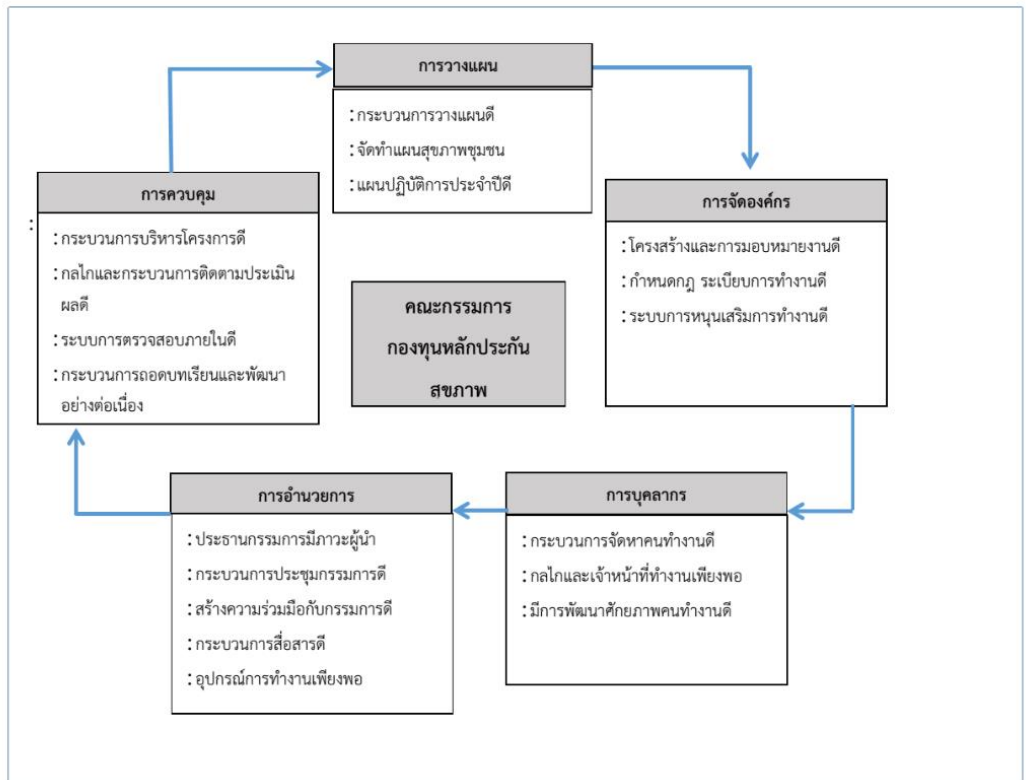 การวางแผน
: กระบวนการวางแผนดี
: จัดทำแผนสุขภาพชุมชน
: แผนปฏิบัติการประจำปีดี
การจัดองค์กร
: โครงสร้างและการมอบหมายงานดี
: กำหนดกฎ ระเบียบการทำงานดี
: ระบบการหนุนเสริมการทำงานดี
การบุคลากร
: กระบวนการจัดหาคนทำงานดี
: กลไกและเจ้าหน้าที่ทำงานเพียงพอ
: มีการพัฒนาศักยภาพคนทำงานดี
การอำนวยการ
: ประธานกรรมการมีภาวะผู้นำ
: กระบวนการประชุมกรรมการดี
: สร้างความร่วมมือกับกรรมการดี
: กระบวนการสื่อสารดี
: อุปกรณ์การทำงานเพียงพอ
การควบคุม
:
: กระบวนการบริหารโครงการดี
: กลไกและกระบวนการติดตามประเมิน
ผลดี
: ระบบการตรวจสอบภายในดี
: กระบวนการถอดบทเรียนและพัฒนา
อย่างต่อเนื่อง
คณะกรรมการ
กองทุนหลักประกัน
สขภาพ